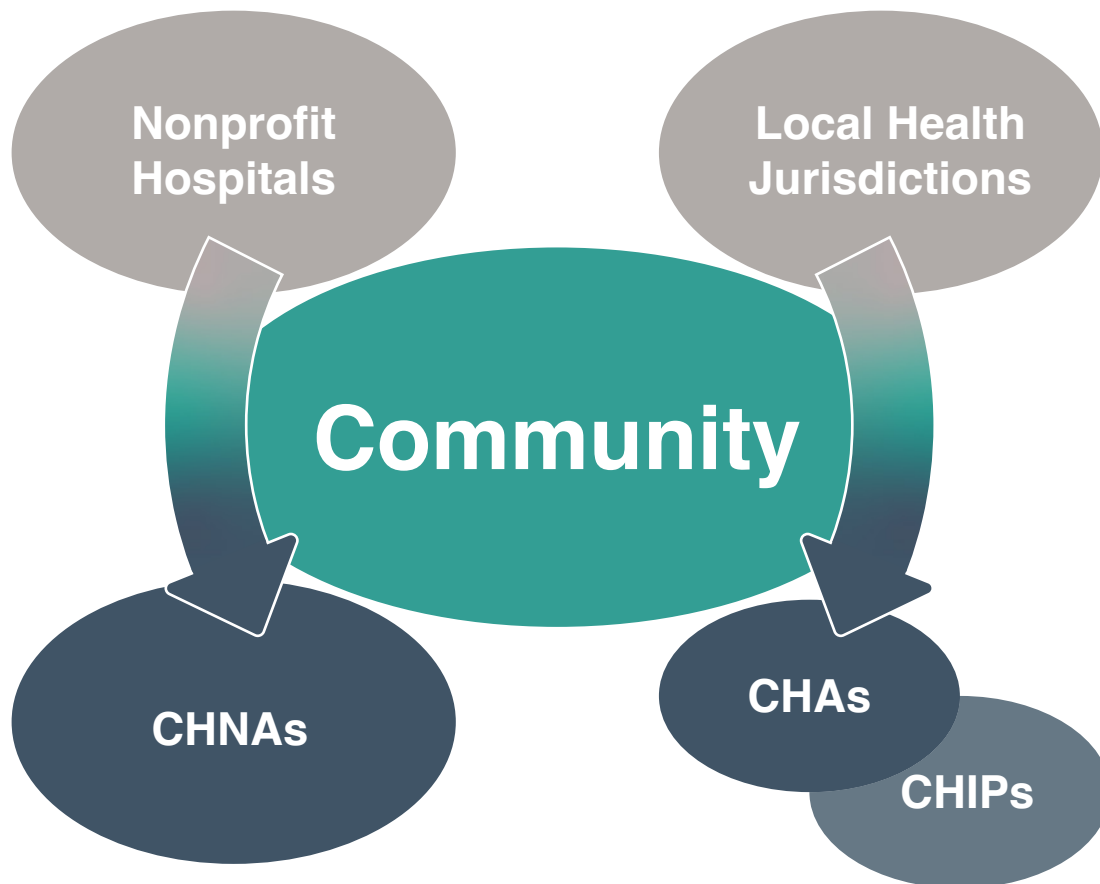 Nonprofit
Hospitals
Local Health
Jurisdictions
Community
CHNAs
CHAs
CHIPs